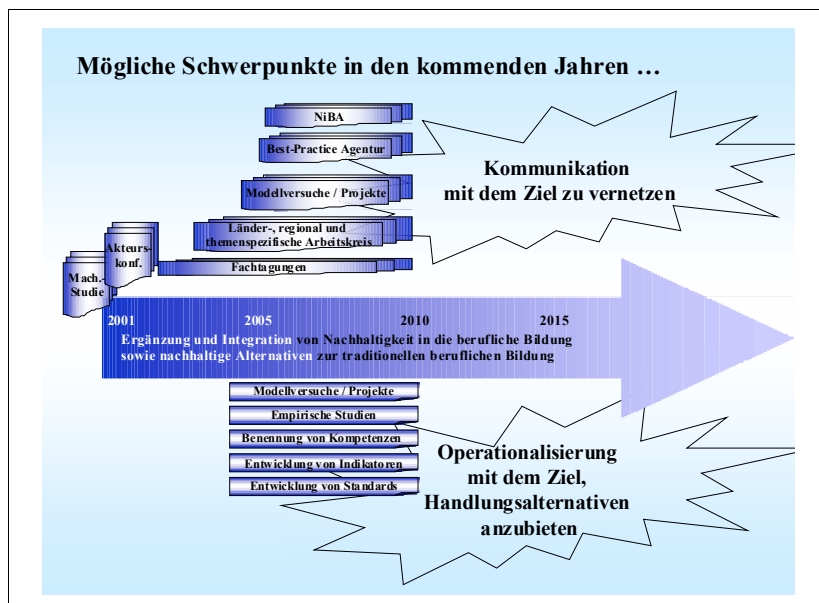 Mögliche Schwerpunkte in den kommenden Jahren …
NiBA
Best-Practice Agentur
Modellversuche / Projekte
Länder-, regional und
themenspezifische Arbeitskreis
Fachtagungen
Akteurs-
konf.
Mach.-
Studie
Kommunikation
mit dem Ziel zu vernetzen
2001 2005 2010 2015
Ergänzung und Integration von Nachhaltigkeit in die berufliche Bildung
sowie nachhaltige Alternativen zur traditionellen beruflichen Bildung
Modellversuche / Projekte
Empirische Studien
Benennung von Kompetenzen
Entwicklung von Indikatoren
Entwicklung von Standards
Operationalisierung
mit dem Ziel,
Handlungsalternativen
anzubieten